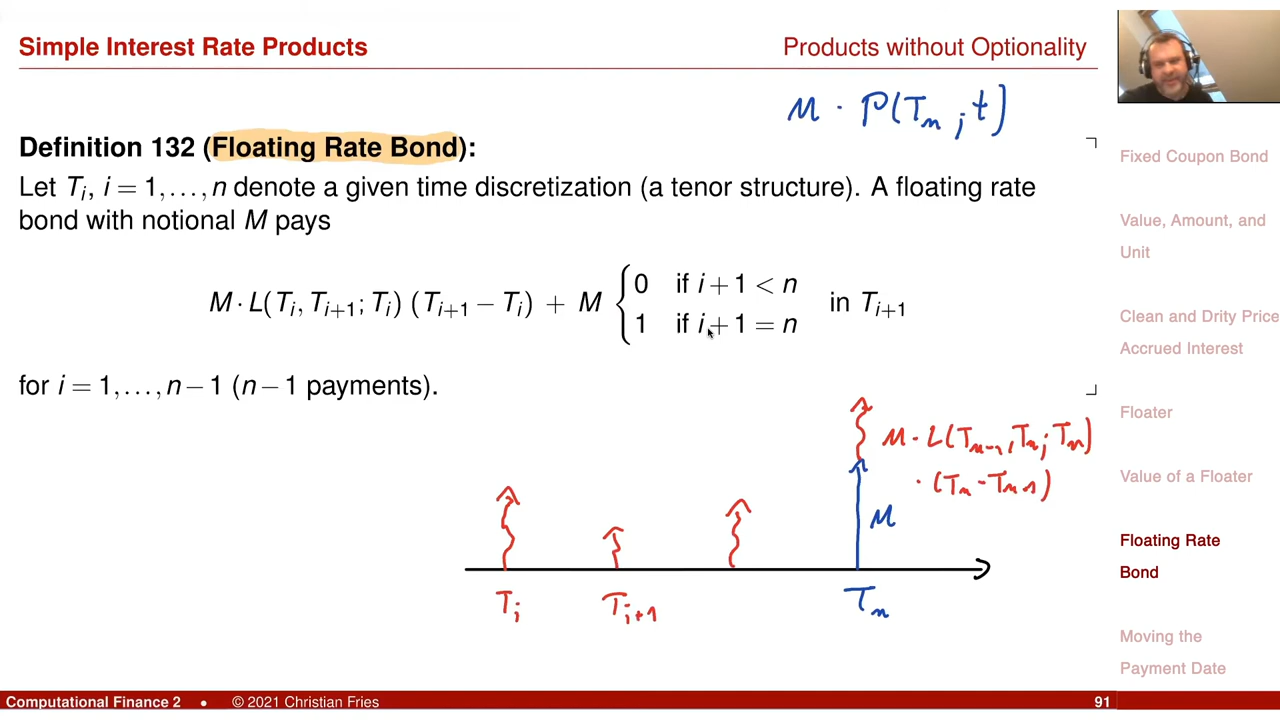 Simple Interest Rate Products
Products without Optionality
M · P(Tn ; t)
Definition 132 (Floating Rate Bond):
Let Ti, i = 1,…,n denote a given time discretization (a tenor structure). A floating rate
bond with notional M pays
M · L(Ti, Ti+1; Ti) (Ti+1 − Ti) + M { 0 if i+1 < n
1 if i+1 = n
in Ti+1
for i = 1,…,n−1 (n−1 payments).
M · L(Tn-1, Tn; Tn)
· (Tn - Tn-1)
M
Ti
Ti+1
Tn
Fixed Coupon Bond
Value, Amount, and
Unit
Clean and Drity Price
Accrued Interest
Floater
Value of a Floater
Floating Rate
Bond
Moving the
Payment Date
Computational Finance 2 • © 2021 Christian Fries
91